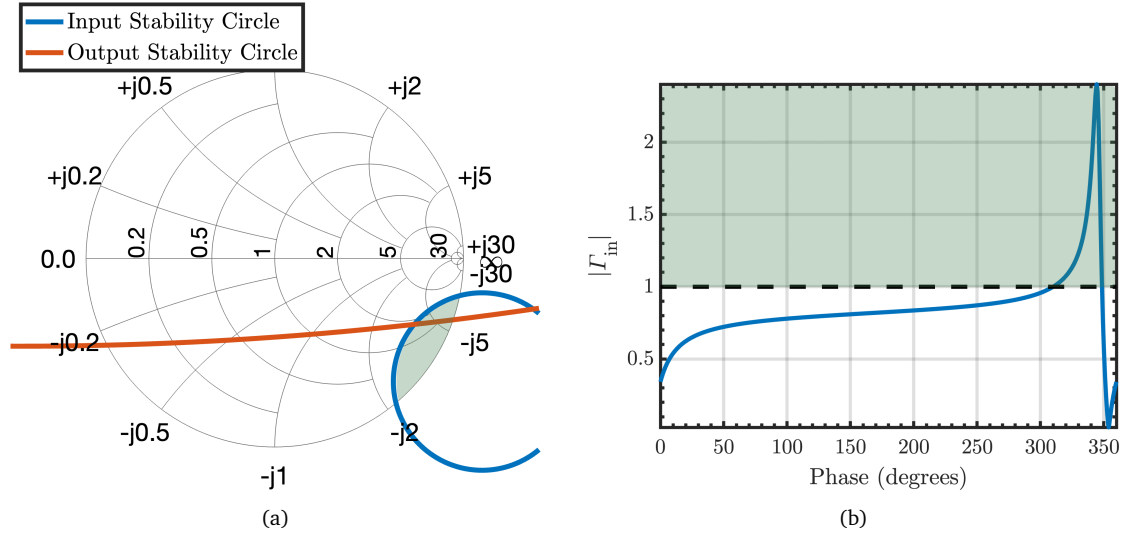 Input Stability Circle
Output Stability Circle
+j0.5
+j2
+j0.2
+j5
0.0
0.2
0.5
1
2
5
30
+j30
∞
-j30
-j0.2
-j5
-j0.5
-j2
-j1
(a)
|Γin|
2
1.5
1
0.5
0 50 100 150 200 250 300 350
Phase (degrees)
(b)